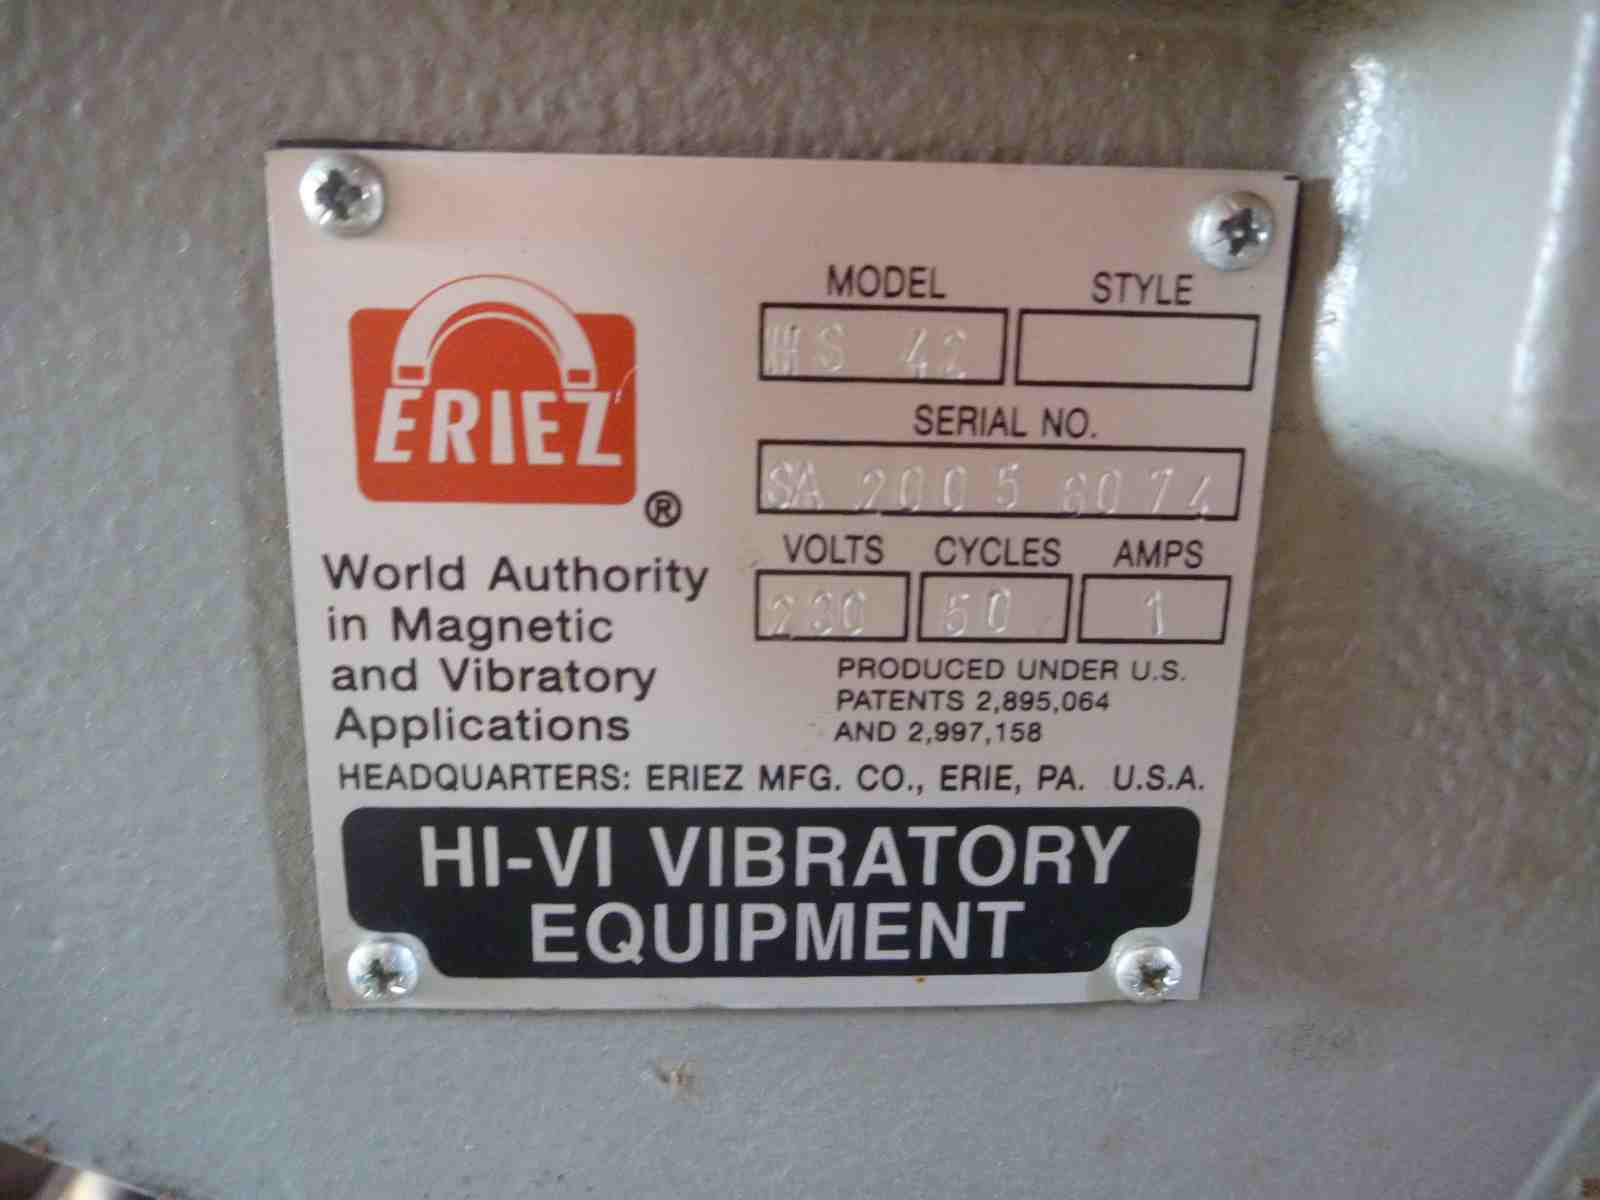 MODEL STYLE
HS 42
ERIEZ
®
SERIAL NO.
SA 2005 8074
VOLTS CYCLES AMPS
230 50 1
World Authority
in Magnetic
and Vibratory
Applications
PRODUCED UNDER U.S.
PATENTS 2,895,064
AND 2,997,158
HEADQUARTERS: ERIEZ MFG. CO., ERIE, PA. U.S.A.
HI-VI VIBRATORY
EQUIPMENT